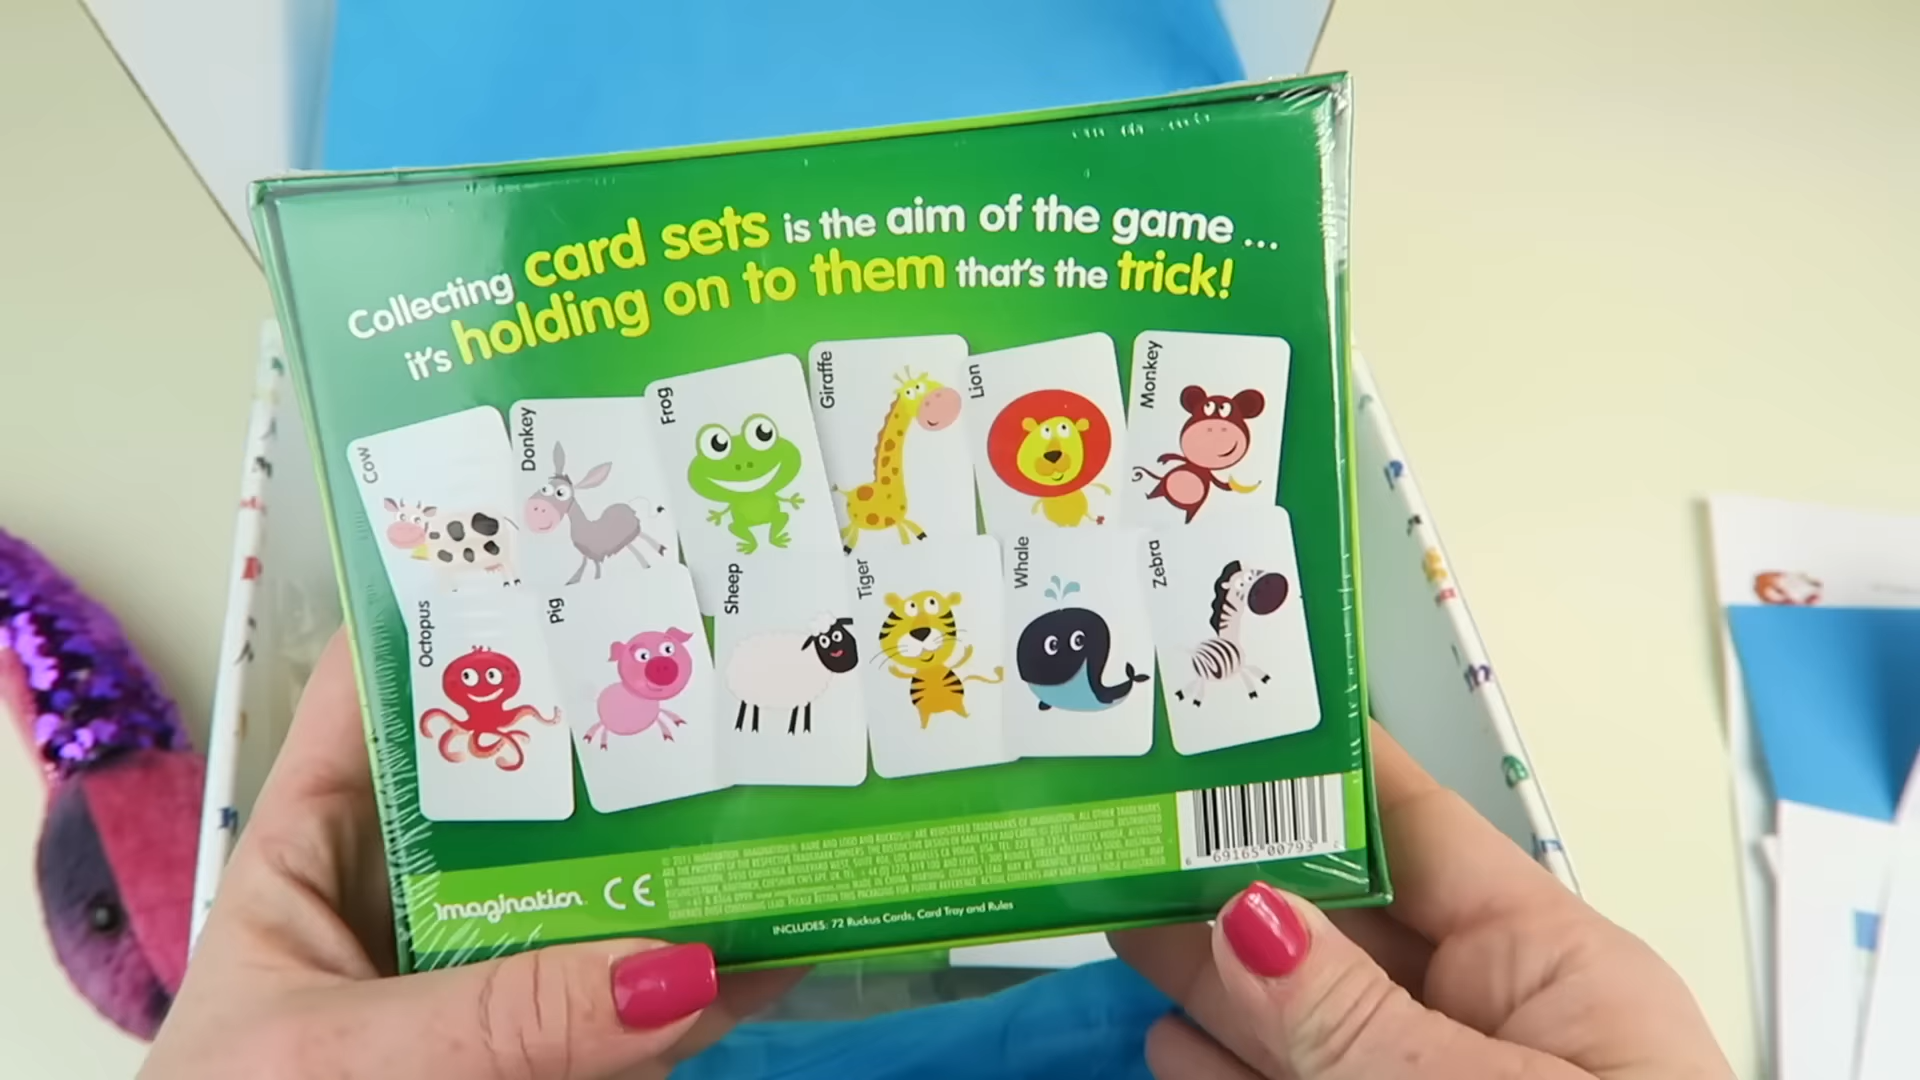 Collecting card sets is the aim of the game ...
it's holding on to them that's the trick!
Cow
Donkey
Frog
Giraffe
Lion
Monkey
Octopus
Pig
Sheep
Tiger
Whale
Zebra
imagination
CE
INCLUDES: 72 Ruckus Cards, Card Tray and Rules
69165 00793